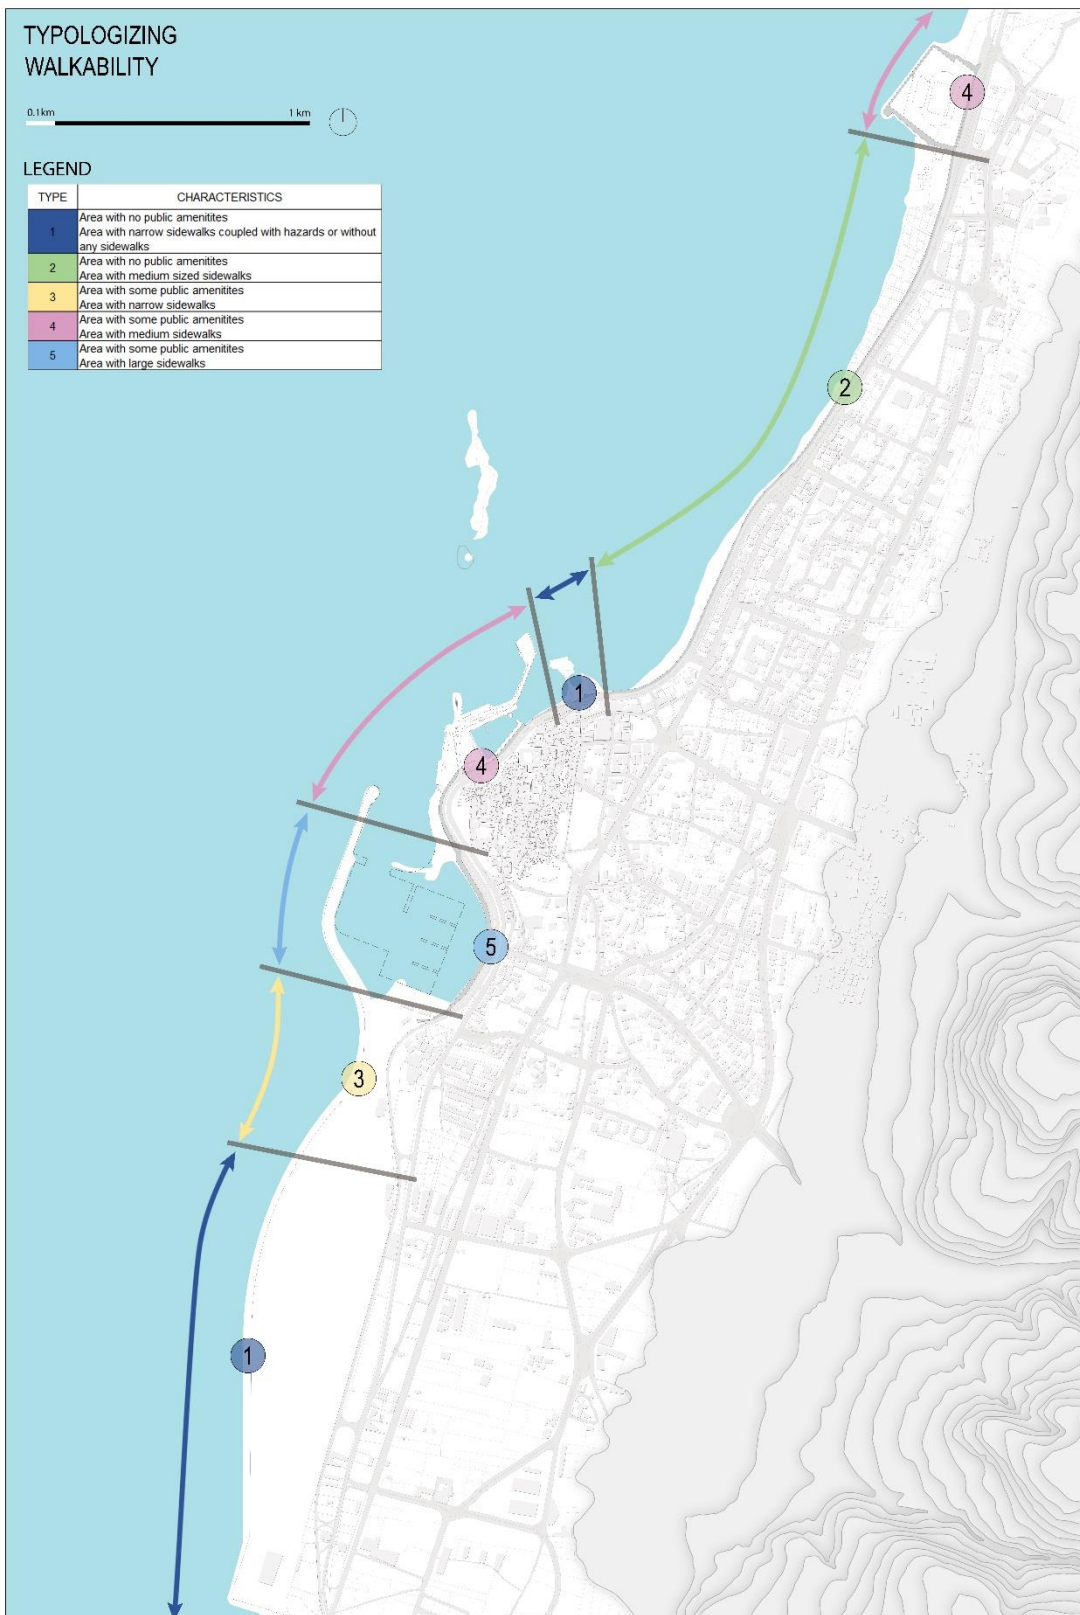 TYPOLOGIZING
WALKABILITY
0.1km 1 km
LEGEND
TYPE CHARACTERISTICS
1
Area with no public amenitites
Area with narrow sidewalks coupled with hazards or without
any sidewalks
2
Area with no public amenitites
Area with medium sized sidewalks
3
Area with some public amenitites
Area with narrow sidewalks
4
Area with some public amenitites
Area with medium sidewalks
5
Area with some public amenitites
Area with large sidewalks
4
2
1
4
5
3
1